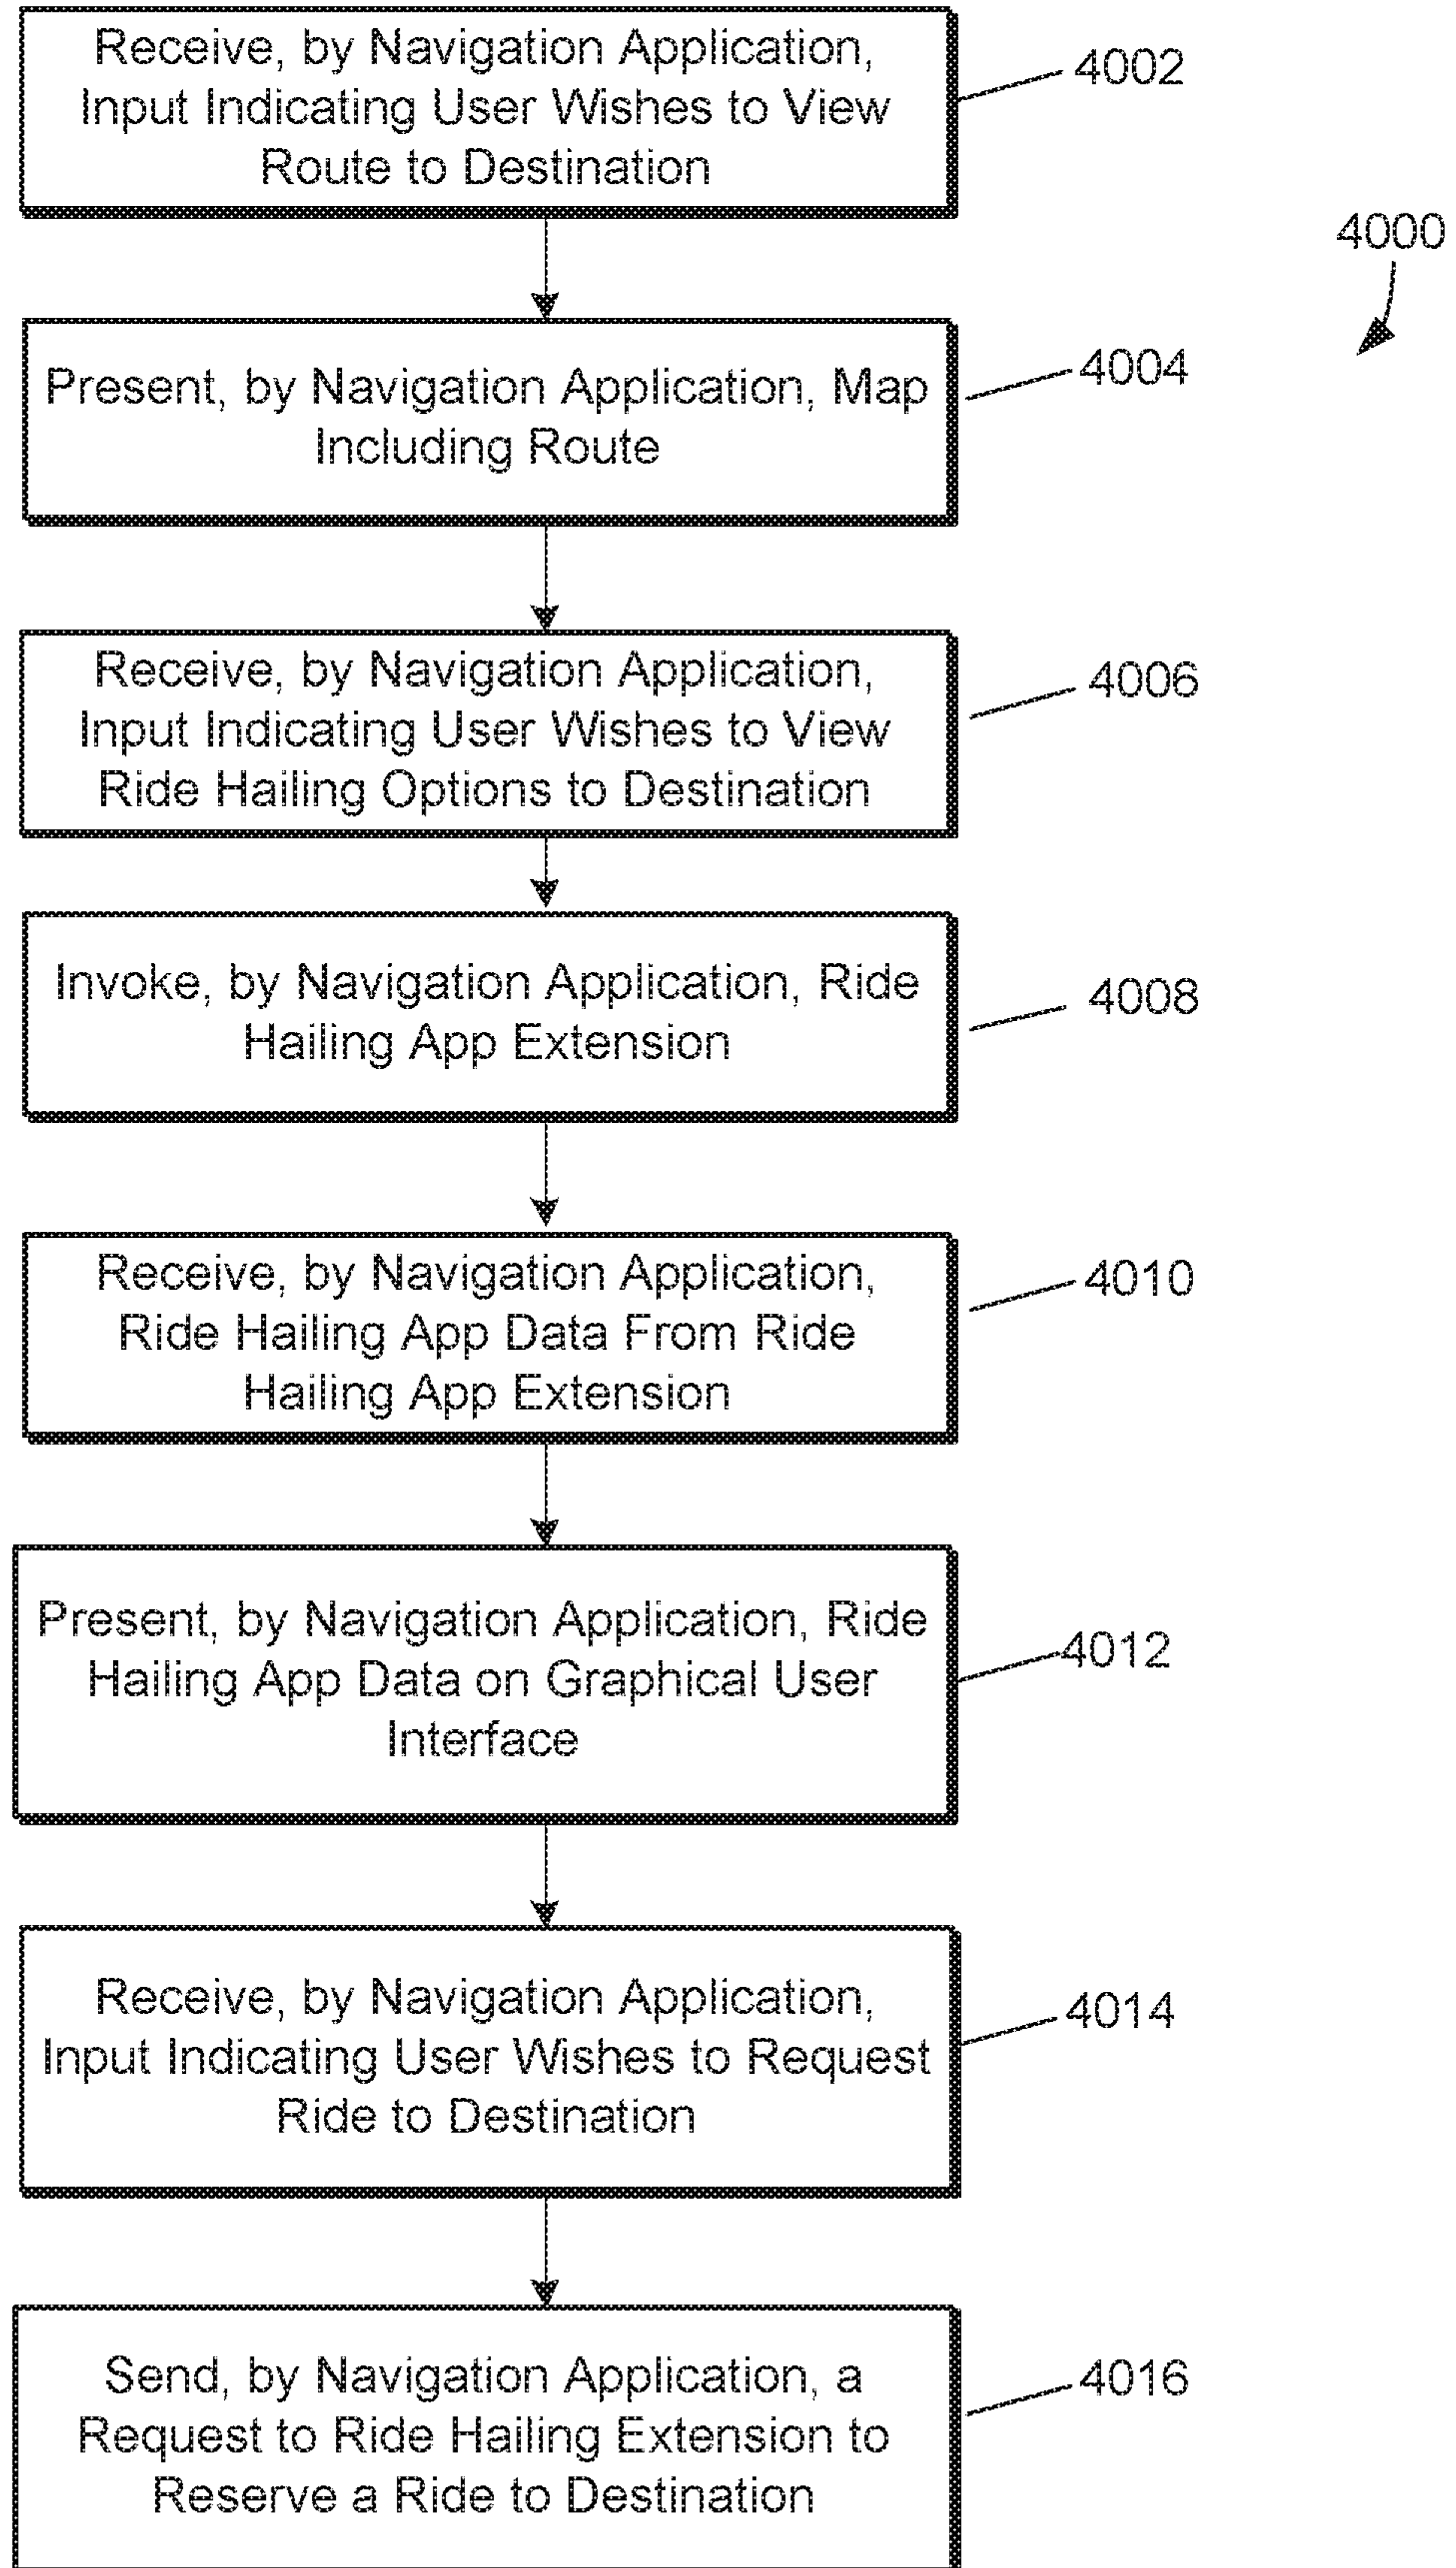 Receive, by Navigation Application,
Input Indicating User Wishes to View
Route to Destination
4002
4000
Present, by Navigation Application, Map
Including Route
4004
Receive, by Navigation Application,
Input Indicating User Wishes to View
Ride Hailing Options to Destination
4006
Invoke, by Navigation Application, Ride
Hailing App Extension
4008
Receive, by Navigation Application,
Ride Hailing App Data From Ride
Hailing App Extension
4010
Present, by Navigation Application, Ride
Hailing App Data on Graphical User
Interface
4012
Receive, by Navigation Application,
Input Indicating User Wishes to Request
Ride to Destination
4014
Send, by Navigation Application, a
Request to Ride Hailing Extension to
Reserve a Ride to Destination
4016